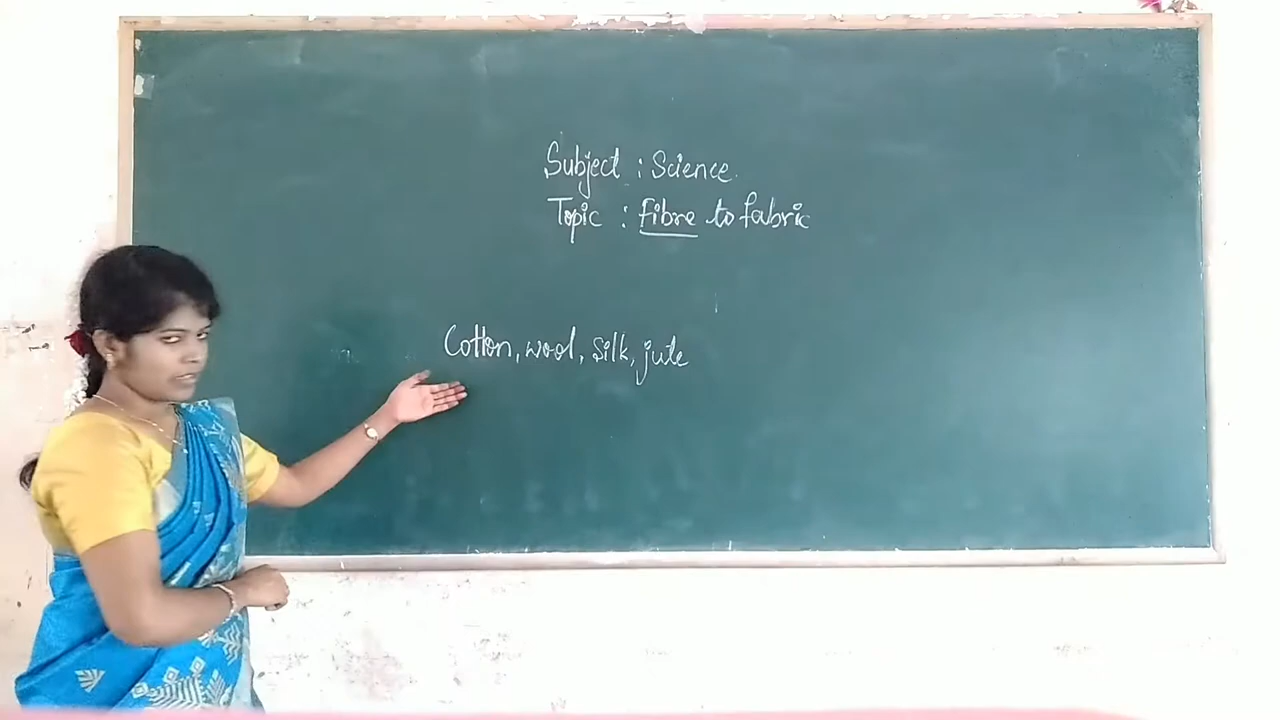 Subject : Science.
Topic : fibre to fabric
Cotton, wool, silk, jute